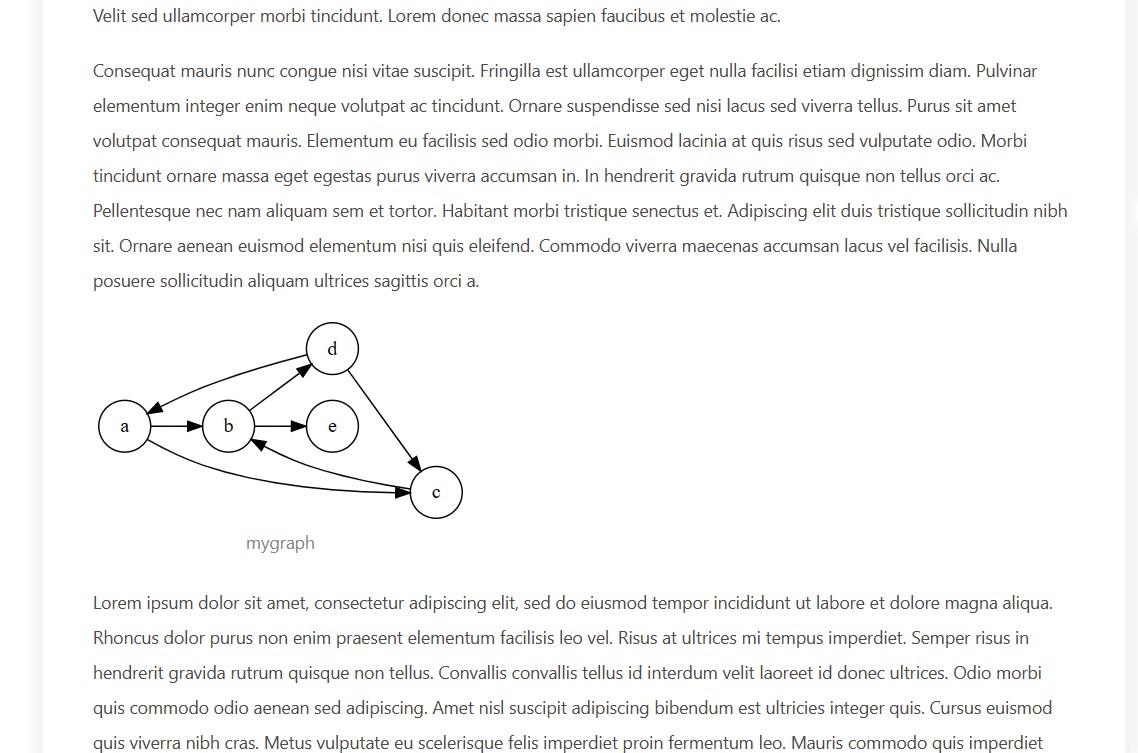 Velit sed ullamcorper morbi tincidunt. Lorem donec massa sapien faucibus et molestie ac.
Consequat mauris nunc congue nisi vitae suscipit. Fringilla est ullamcorper eget nulla facilisi etiam dignissim diam. Pulvinar
elementum integer enim neque volutpat ac tincidunt. Ornare suspendisse sed nisi lacus sed viverra tellus. Purus sit amet
volutpat consequat mauris. Elementum eu facilisis sed odio morbi. Euismod lacinia at quis risus sed vulputate odio. Morbi
tincidunt ornare massa eget egestas purus viverra accumsan in. In hendrerit gravida rutrum quisque non tellus orci ac.
Pellentesque nec nam aliquam sem et tortor. Habitant morbi tristique senectus et. Adipiscing elit duis tristique sollicitudin nibh
sit. Ornare aenean euismod elementum nisi quis eleifend. Commodo viverra maecenas accumsan lacus vel facilisis. Nulla
posuere sollicitudin aliquam ultrices sagittis orci a.
d
a
b
e
c
mygraph
Lorem ipsum dolor sit amet, consectetur adipiscing elit, sed do eiusmod tempor incididunt ut labore et dolore magna aliqua.
Rhoncus dolor purus non enim praesent elementum facilisis leo vel. Risus at ultrices mi tempus imperdiet. Semper risus in
hendrerit gravida rutrum quisque non tellus. Convallis convallis tellus id interdum velit laoreet id donec ultrices. Odio morbi
quis commodo odio aenean sed adipiscing. Amet nisl suscipit adipiscing bibendum est ultricies integer quis. Cursus euismod
quis viverra nibh cras. Metus vulputate eu scelerisque felis imperdiet proin fermentum leo. Mauris commodo quis imperdiet